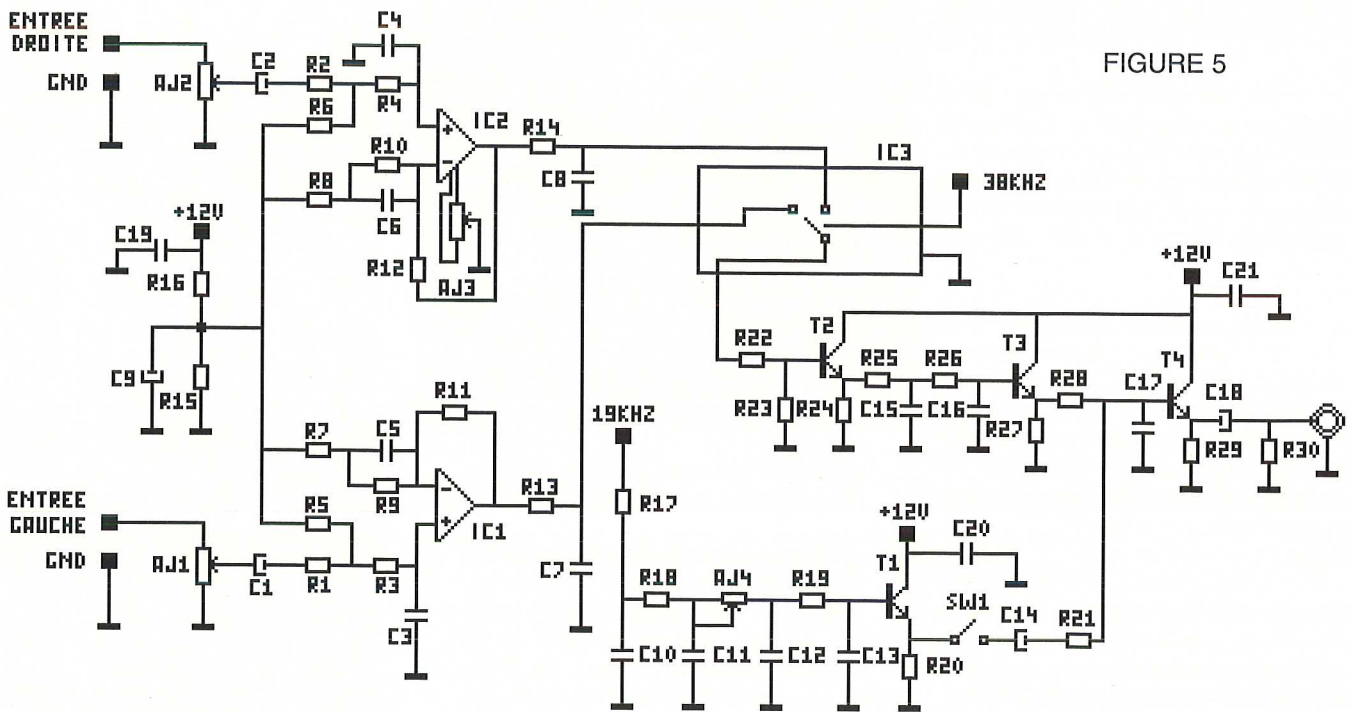 ENTREE
DROITE
GND
AJ2
C2
R2
R6
C4
R4
IC2
R14
FIGURE 5
R10
R8
C6
C8
IC3
38KHZ
+12V
C19
R16
R12
AJ3
C9
R15
+12V
C21
T2
R22
R25
R26
T3
R28
C17
T4
C18
R23
R24
C15
C16
R27
R29
R30
R11
R7
C5
R9
R13
IC1
19KHZ
R17
ENTREE
GAUCHE
GND
AJ1
C1
R5
R1
R3
C3
C7
R18
AJ4
R19
T1
+12V
C20
SW1
C14
R21
C10
C11
C12
C13
R20